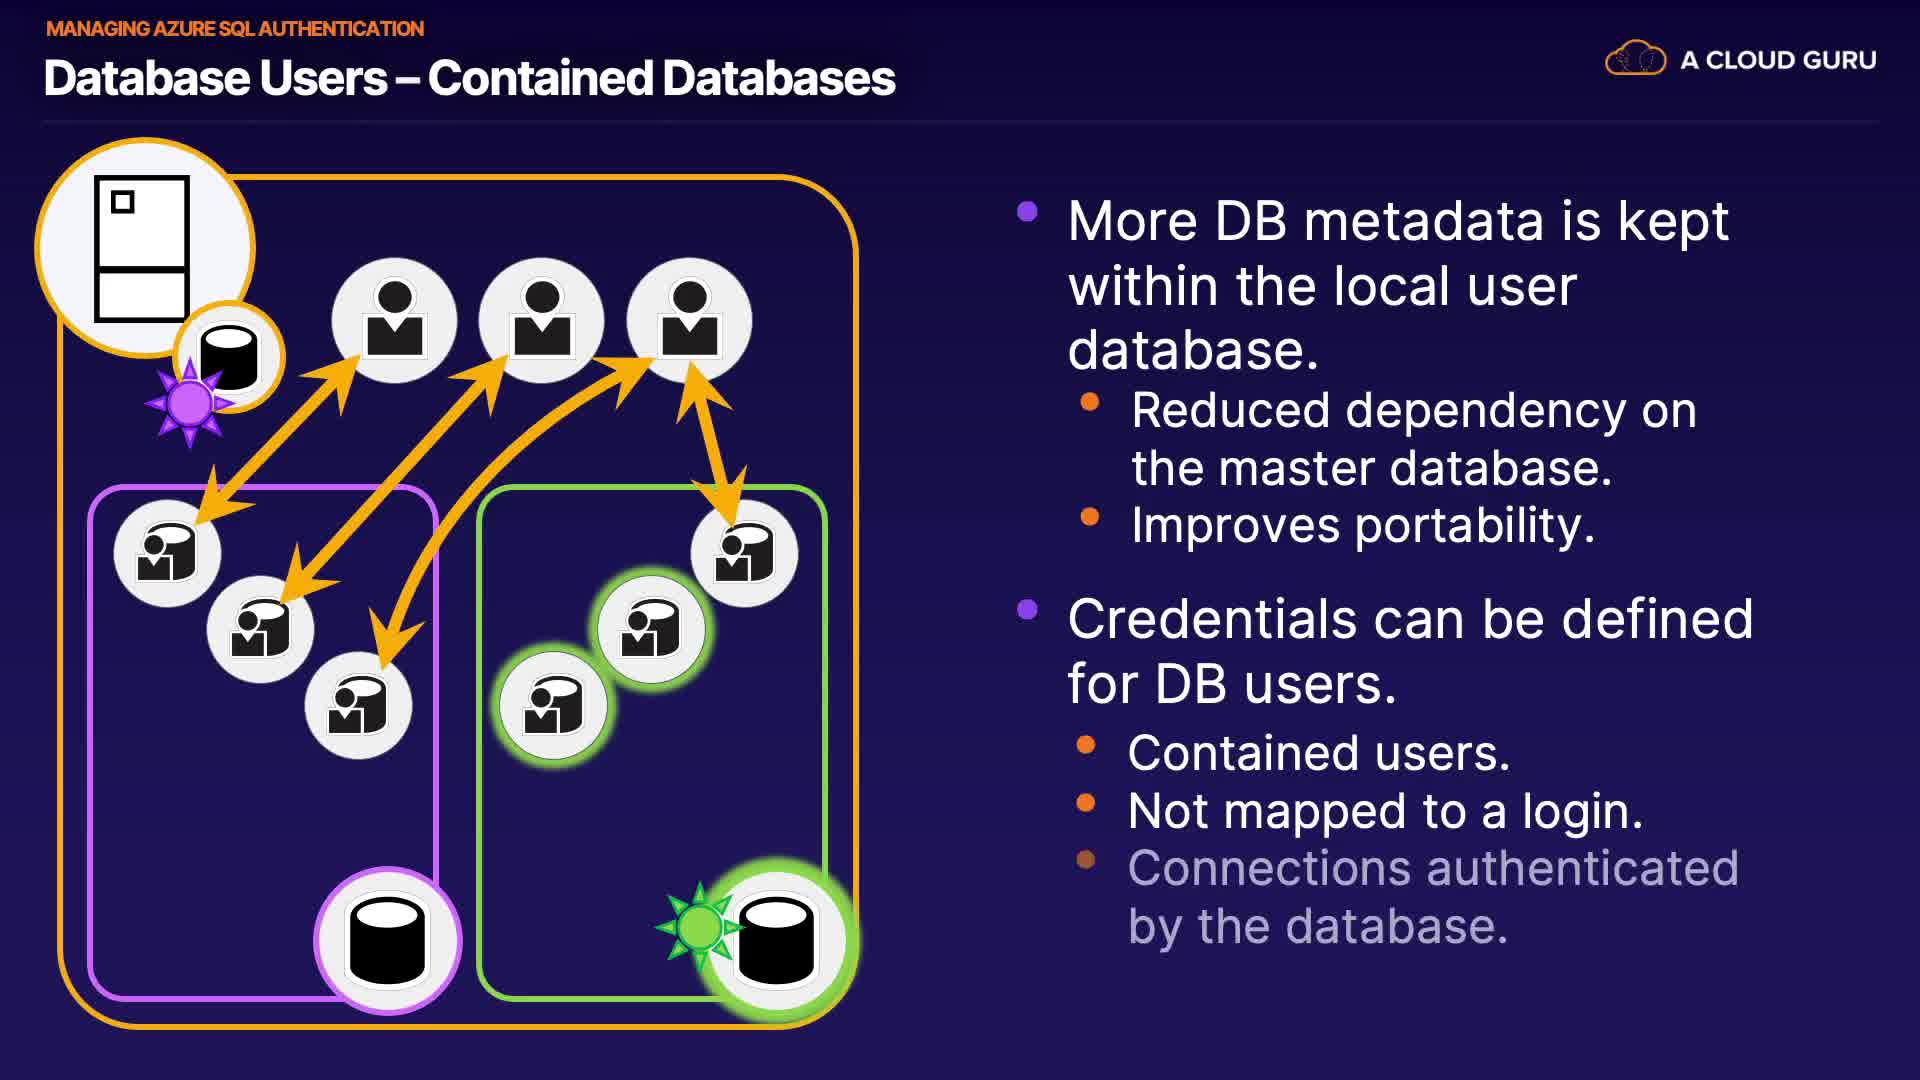 MANAGING AZURE SQL AUTHENTICATION
Database Users – Contained Databases
A CLOUD GURU
More DB metadata is kept
within the local user
database.
Reduced dependency on
the master database.
Improves portability.
Credentials can be defined
for DB users.
Contained users.
Not mapped to a login.
Connections authenticated
by the database.